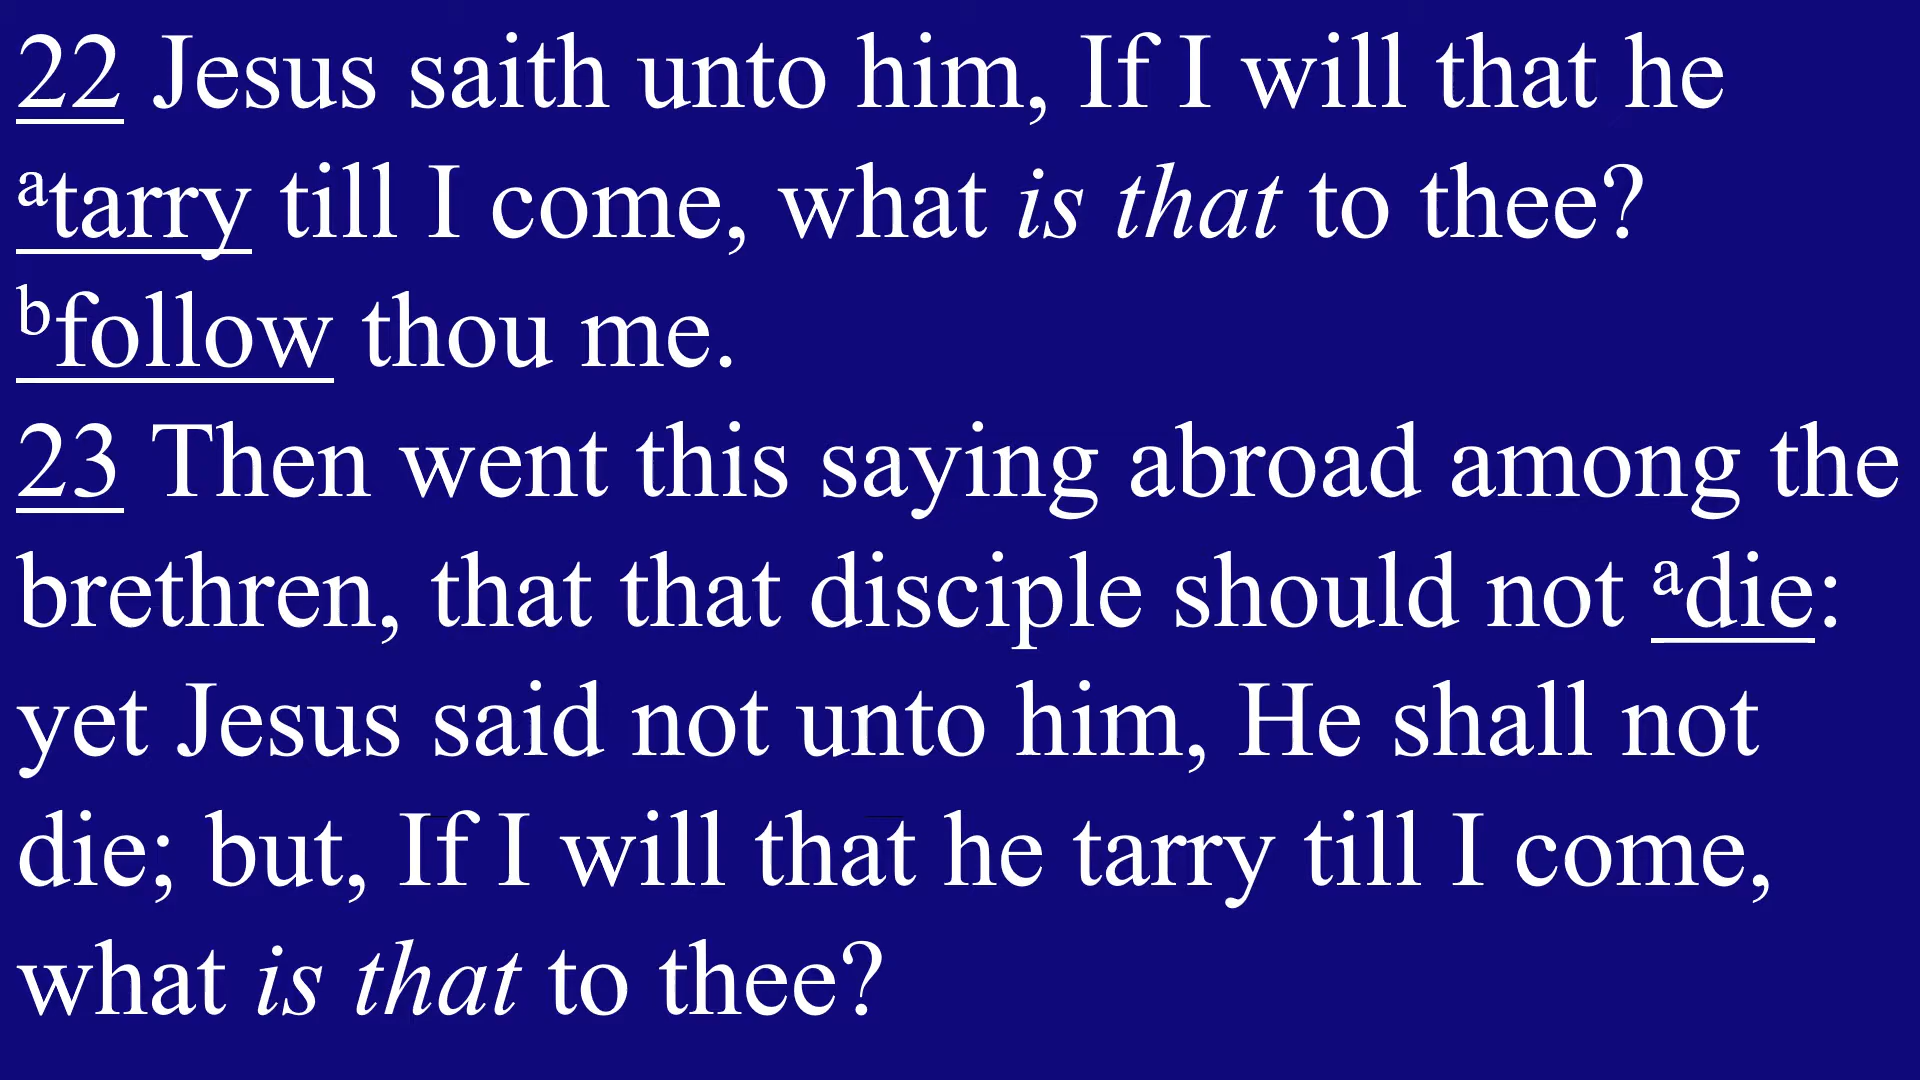 22 Jesus saith unto him, If I will that he
ᵃtarry till I come, what is that to thee?
ᵇfollow thou me.
23 Then went this saying abroad among the
brethren, that that disciple should not ᵃdie:
yet Jesus said not unto him, He shall not
die; but, If I will that he tarry till I come,
what is that to thee?